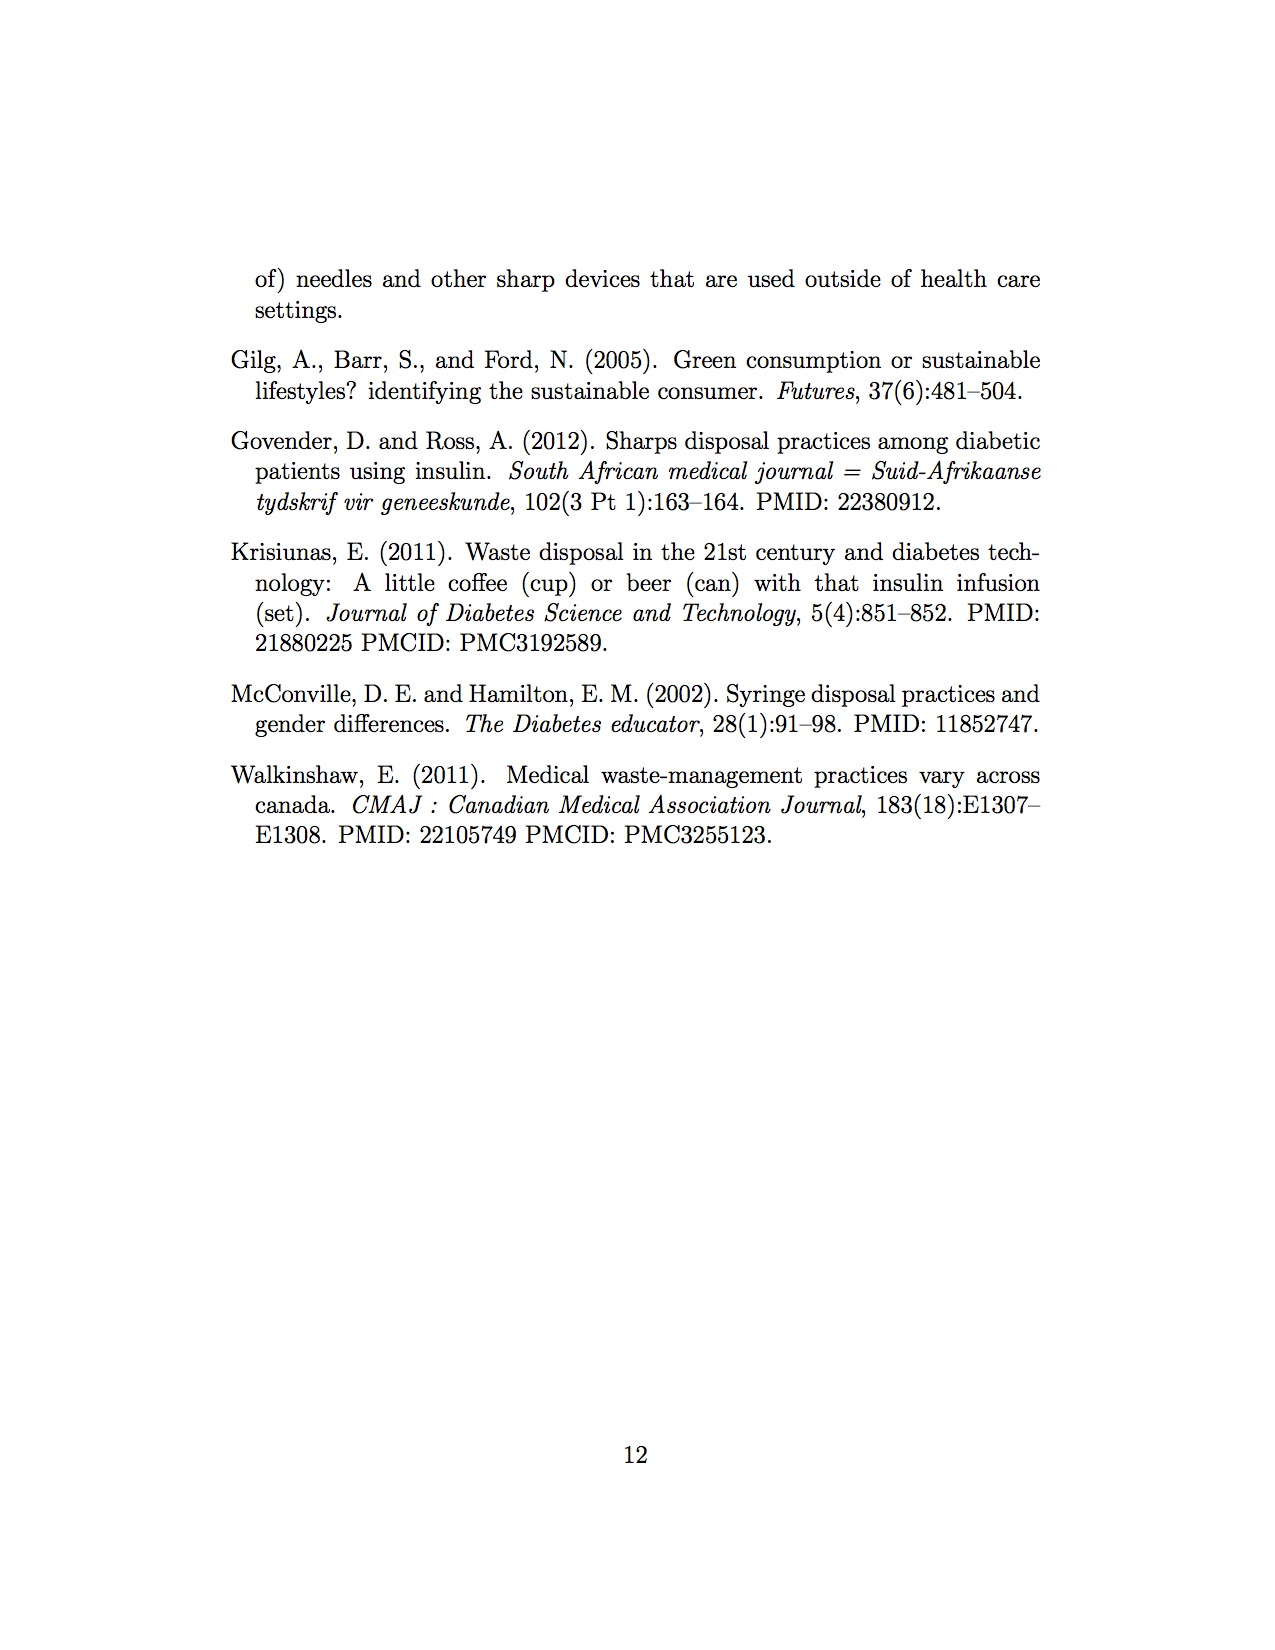 of) needles and other sharp devices that are used outside of health care
settings.
Gilg, A., Barr, S., and Ford, N. (2005). Green consumption or sustainable
lifestyles? identifying the sustainable consumer. Futures, 37(6):481–504.
Govender, D. and Ross, A. (2012). Sharps disposal practices among diabetic
patients using insulin. South African medical journal = Suid-Afrikaanse
tydskrif vir geneeskunde, 102(3 Pt 1):163–164. PMID: 22380912.
Krisiunas, E. (2011). Waste disposal in the 21st century and diabetes tech-
nology: A little coffee (cup) or beer (can) with that insulin infusion
(set). Journal of Diabetes Science and Technology, 5(4):851–852. PMID:
21880225 PMCID: PMC3192589.
McConville, D. E. and Hamilton, E. M. (2002). Syringe disposal practices and
gender differences. The Diabetes educator, 28(1):91–98. PMID: 11852747.
Walkinshaw, E. (2011). Medical waste-management practices vary across
canada. CMAJ : Canadian Medical Association Journal, 183(18):E1307–
E1308. PMID: 22105749 PMCID: PMC3255123.
12